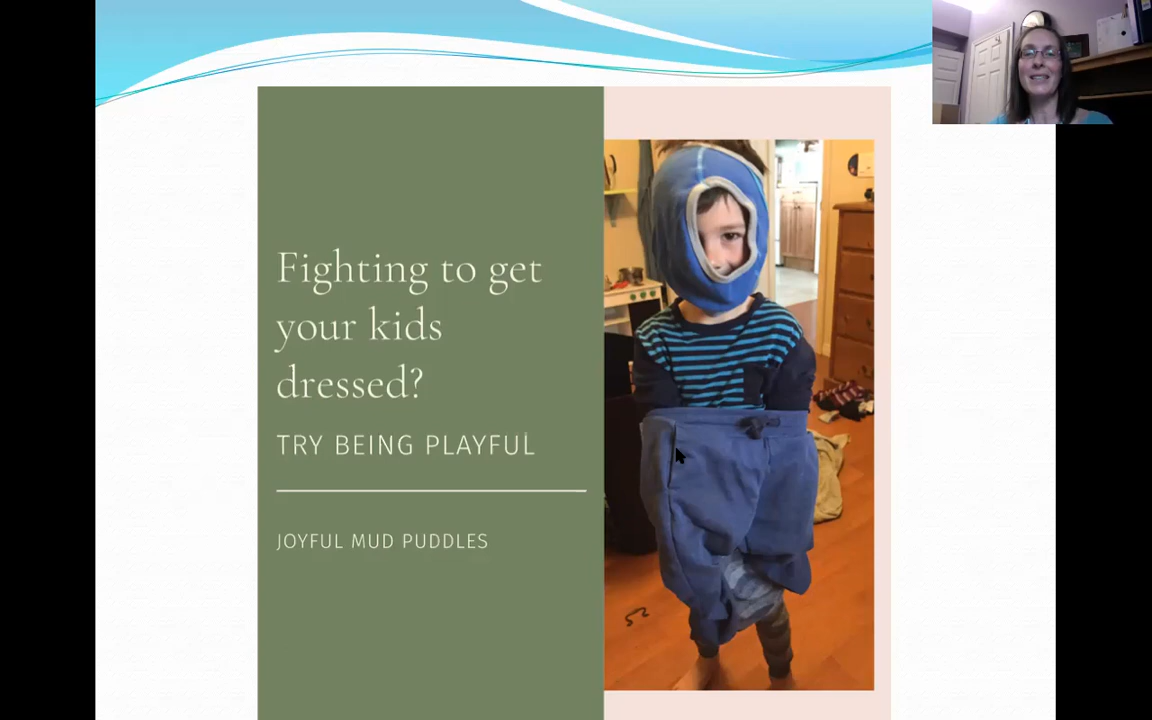 Fighting to get
your kids
dressed?
TRY BEING PLAYFUL
JOYFUL MUD PUDDLES